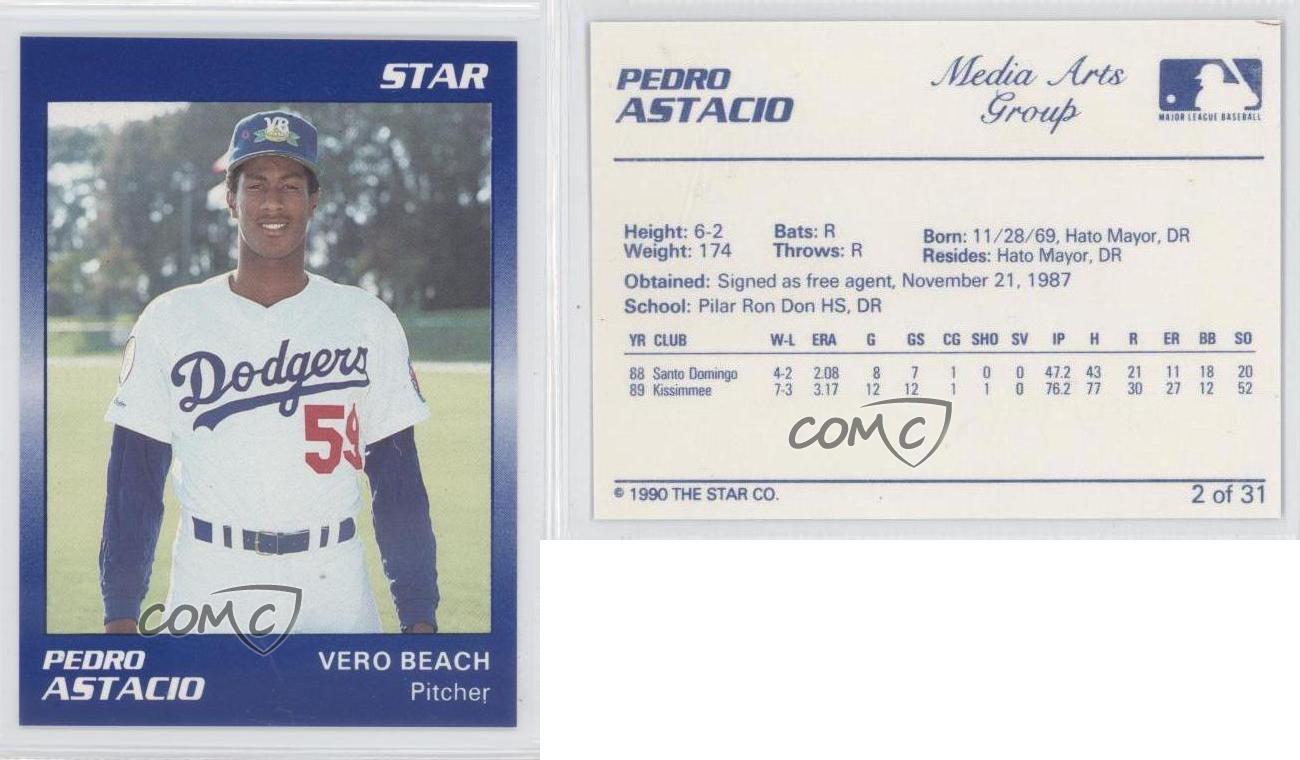 STAR
VB
Dodgers
59
COMC
PEDRO
ASTACIO
VERO BEACH
Pitcher
PEDRO
ASTACIO
Media Arts
Group
MAJOR LEAGUE BASEBALL
Height: 6-2
Weight: 174
Bats: R
Throws: R
Born: 11/28/69, Hato Mayor, DR
Resides: Hato Mayor, DR
Obtained: Signed as free agent, November 21, 1987
School: Pilar Ron Don HS, DR
YR CLUB W-L ERA G GS CG SHO SV IP H R ER BB SO
88 Santo Domingo 4-2 2.08 8 7 1 0 0 47.2 43 21 11 18 20
89 Kissimmee 7-3 3.17 12 12 1 1 0 76.2 77 30 27 12 52
COMC
© 1990 THE STAR CO.
2 of 31